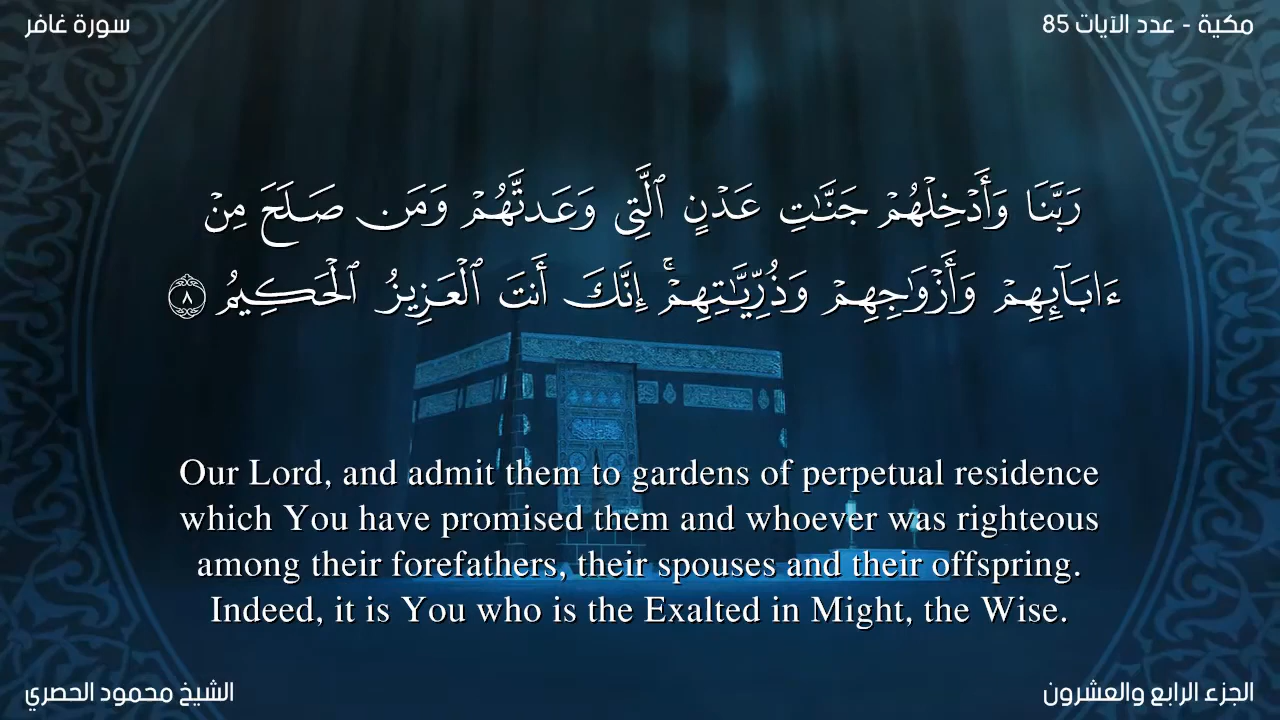 مكية - عدد الآيات 85
سورة غافر
رَبَّنَا وَأَدْخِلْهُمْ جَنَّـٰتِ عَدْنٍ ٱلَّتِى وَعَدتَّهُمْ وَمَن صَلَحَ مِنْ
ءَابَآئِهِمْ وَأَزْوَٰجِهِمْ وَذُرِّيَّـٰتِهِمْ ۚ إِنَّكَ أَنتَ ٱلْعَزِيزُ ٱلْحَكِيمُ ٨
Our Lord, and admit them to gardens of perpetual residence
which You have promised them and whoever was righteous
among their forefathers, their spouses and their offspring.
Indeed, it is You who is the Exalted in Might, the Wise.
الجزء الرابع والعشرون
الشيخ محمود الحصري